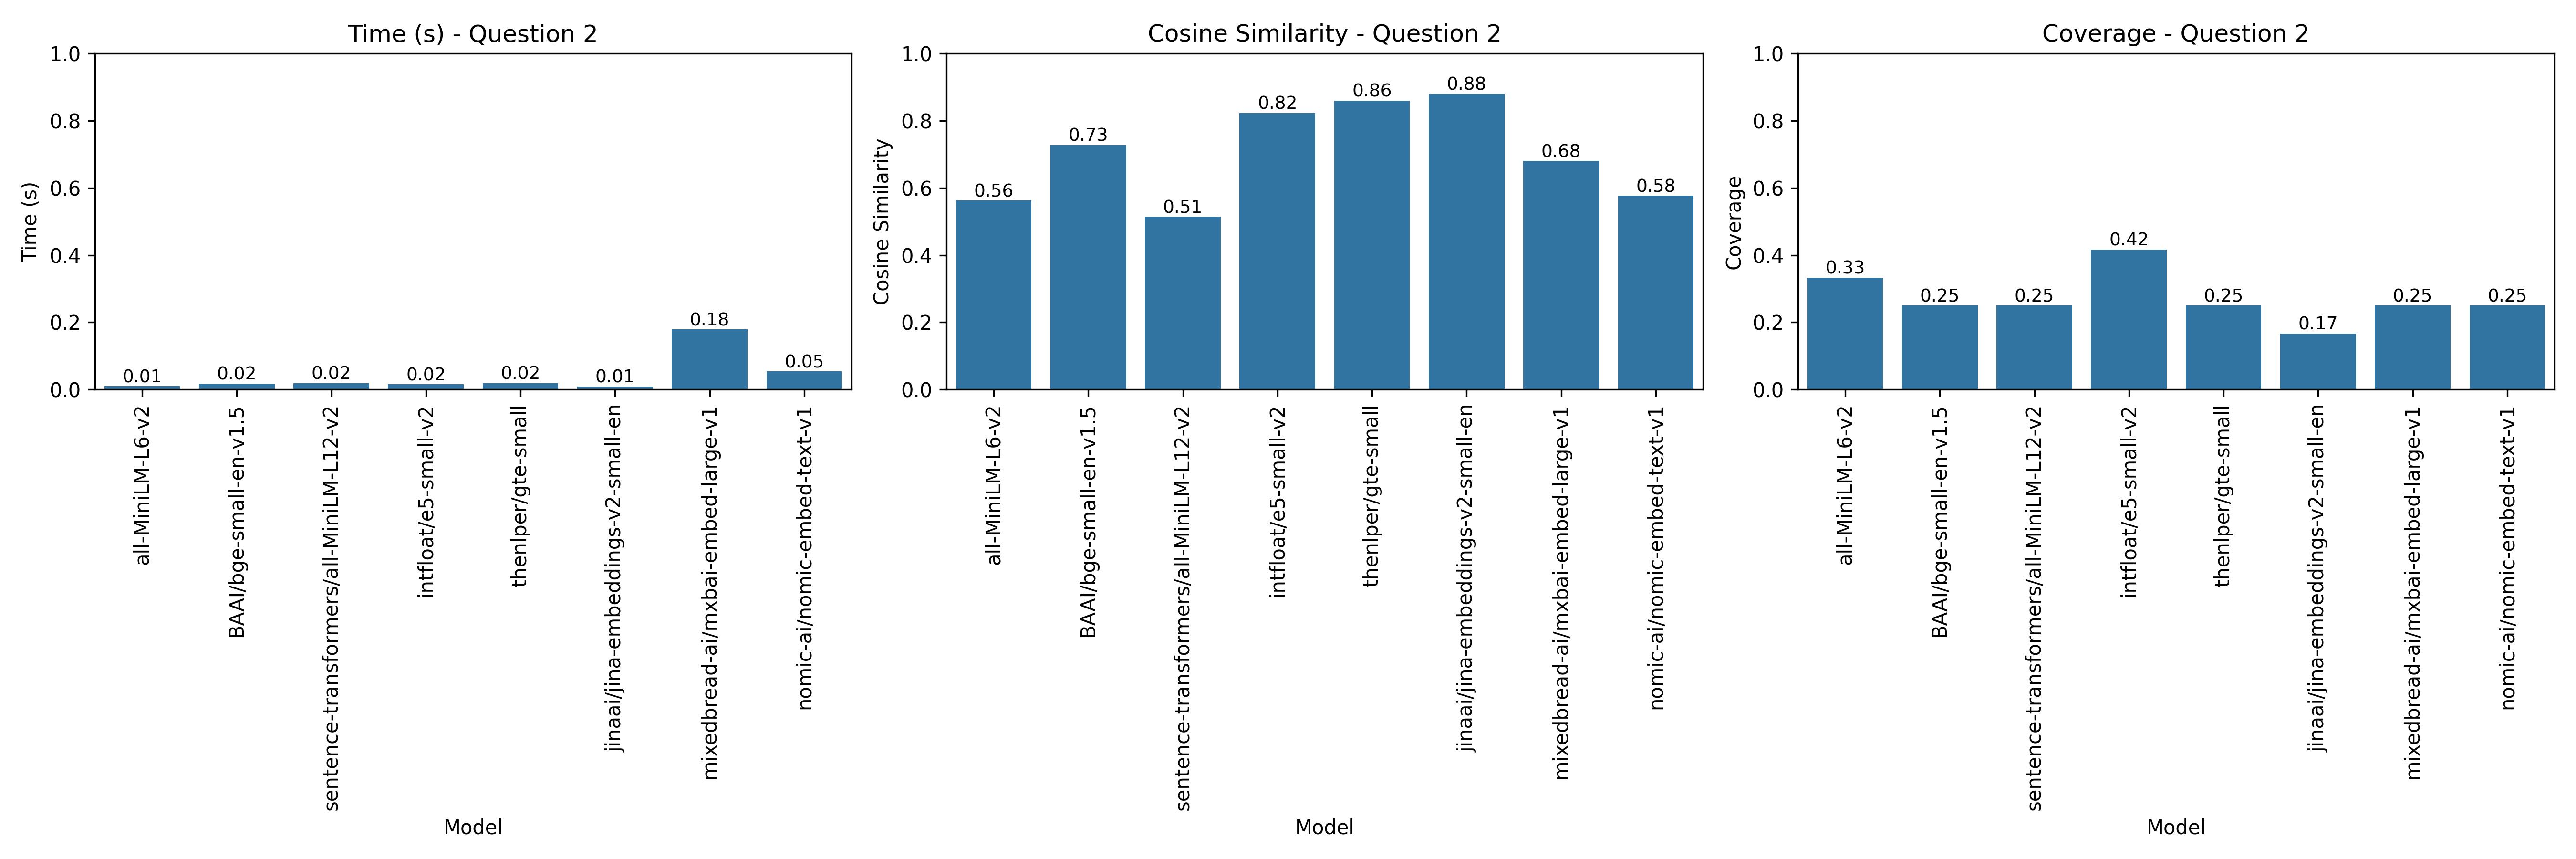 Time (s) - Question 2
Time (s)
1.0
0.8
0.6
0.4
0.2
0.0
0.01
0.02
0.02
0.02
0.02
0.01
0.18
0.05
all-MiniLM-L6-v2
BAAI/bge-small-en-v1.5
sentence-transformers/all-MiniLM-L12-v2
intfloat/e5-small-v2
thenlper/gte-small
jinaai/jina-embeddings-v2-small-en
mixedbread-ai/mxbai-embed-large-v1
nomic-ai/nomic-embed-text-v1
Model
Cosine Similarity - Question 2
Cosine Similarity
1.0
0.8
0.6
0.4
0.2
0.0
0.56
0.73
0.51
0.82
0.86
0.88
0.68
0.58
all-MiniLM-L6-v2
BAAI/bge-small-en-v1.5
sentence-transformers/all-MiniLM-L12-v2
intfloat/e5-small-v2
thenlper/gte-small
jinaai/jina-embeddings-v2-small-en
mixedbread-ai/mxbai-embed-large-v1
nomic-ai/nomic-embed-text-v1
Model
Coverage - Question 2
Coverage
1.0
0.8
0.6
0.4
0.2
0.0
0.33
0.25
0.25
0.42
0.25
0.17
0.25
0.25
all-MiniLM-L6-v2
BAAI/bge-small-en-v1.5
sentence-transformers/all-MiniLM-L12-v2
intfloat/e5-small-v2
thenlper/gte-small
jinaai/jina-embeddings-v2-small-en
mixedbread-ai/mxbai-embed-large-v1
nomic-ai/nomic-embed-text-v1
Model